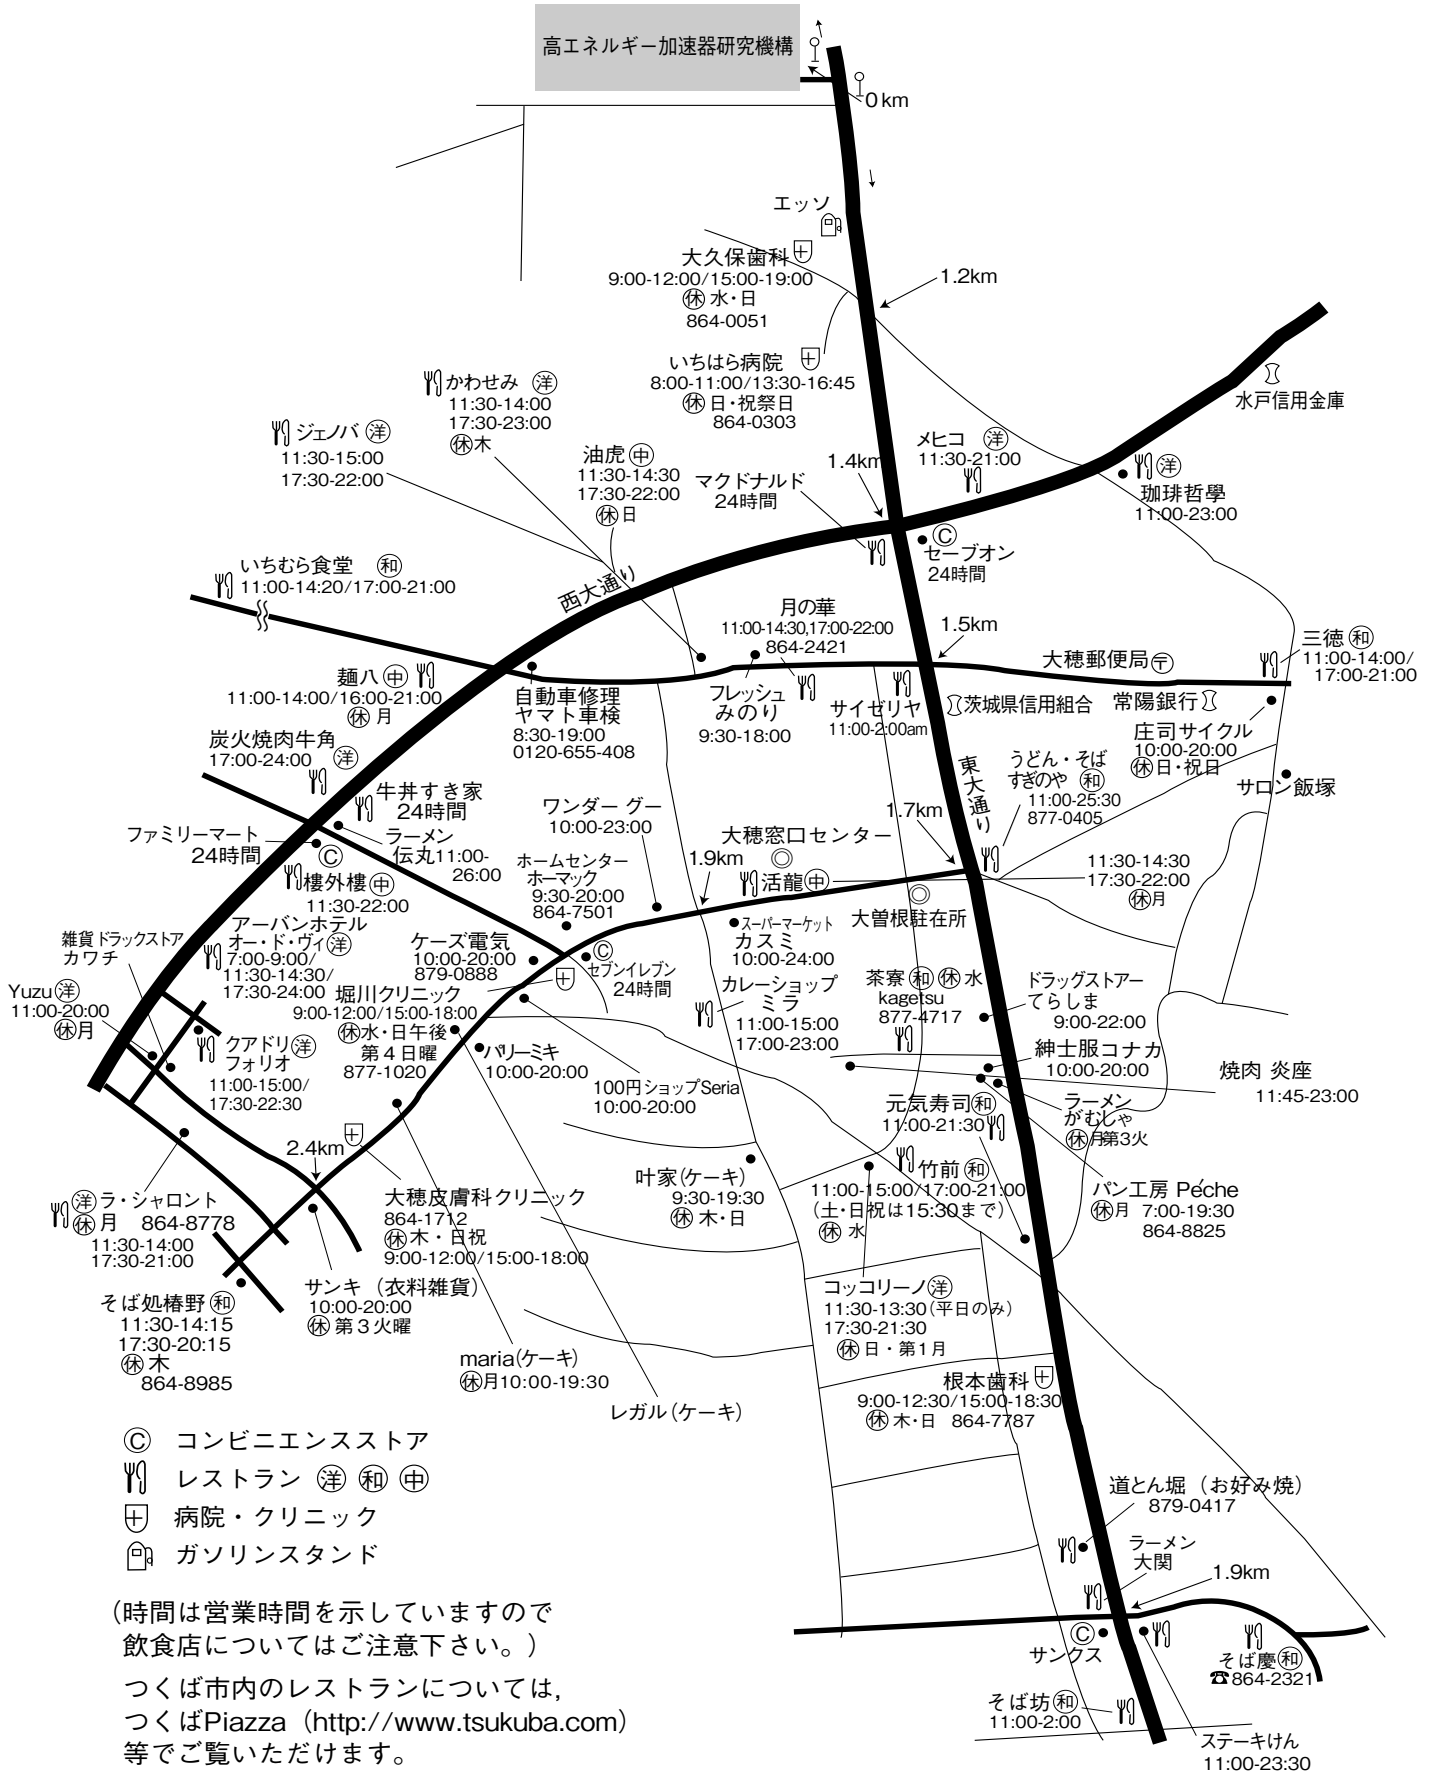 高エネルギー加速器研究機構
0km
エッソ
大久保歯科
9:00-12:00/15:00-19:00
休 水・日
864-0051
1.2km
いちはら病院
8:00-11:00/13:30-16:45
休 日・祝祭日
864-0303
水戸信用金庫
かわせみ 洋
11:30-14:00
17:30-23:00
休木
ジェノバ 洋
11:30-15:00
17:30-22:00
油虎 中
11:30-14:30
17:30-22:00
休日
マクドナルド
24時間
1.4km
メヒコ 洋
11:30-21:00
洋
珈琲哲學
11:00-23:00
C
セーブオン
24時間
いちむら食堂 和
11:00-14:20/17:00-21:00
西大通り
月の華
11:00-14:30,17:00-22:00
864-2421
1.5km
大穂郵便局〒
三徳 和
11:00-14:00/
17:00-21:00
麺八 中
11:00-14:00/16:00-21:00
休 月
自動車修理
ヤマト車検
8:30-19:00
0120-655-408
フレッシュ
みのり
9:30-18:00
サイゼリヤ
11:00-2:00am
茨城県信用組合
常陽銀行
庄司サイクル
10:00-20:00
休日・祝日
サロン飯塚
炭火焼肉牛角
17:00-24:00 洋
牛丼すき家
24時間
東大通り
うどん・そば
すぎのや 和
11:00-25:30
877-0405
ファミリーマート
24時間
C
ラーメン
伝丸11:00-
26:00
ワンダー グー
10:00-23:00
大穂窓口センター
1.7km
1.9km
樓外樓 中
11:30-22:00
ホームセンター
ホーマック
9:30-20:00
864-7501
活龍 中
11:30-14:30
17:30-22:00
休月
大曽根駐在所
アーバンホテル
オー・ド・ヴィ 洋
7:00-9:00/
11:30-14:30/
17:30-24:00
雑貨 ドラックストア
カワチ
ケーズ電気
10:00-20:00
879-0888
C
セブンイレブン
24時間
スーパーマーケット
カスミ
10:00-24:00
Yuzu 洋
11:00-20:00
休月
堀川クリニック
9:00-12:00/15:00-18:00
休水・日午後
第4日曜
877-1020
カレーショップ
ミラ
11:00-15:00
17:00-23:00
茶寮 和 休 水
kagetsu
877-4717
ドラッグストアー
てらしま
9:00-22:00
クアドリ 洋
フォリオ
11:00-15:00/
17:30-22:30
パリーミキ
10:00-20:00
100円ショップSeria
10:00-20:00
紳士服コナカ
10:00-20:00
焼肉 炎座
11:45-23:00
元気寿司 和
11:00-21:30
ラーメン
がむしゃ
休月第3火
2.4km
洋 ラ・シャロント
休 月 864-8778
11:30-14:00
17:30-21:00
大穂皮膚科クリニック
864-1712
休 木・日祝
9:00-12:00/15:00-18:00
叶家(ケーキ)
9:30-19:30
休 木・日
竹前 和
11:00-15:00/17:00-21:00
(土・日祝は15:30まで)
休 水
パン工房 Péche
休月 7:00-19:30
864-8825
そば処椿野 和
11:30-14:15
17:30-20:15
休 木
864-8985
サンキ (衣料雑貨)
10:00-20:00
休 第3火曜
コッコリーノ 洋
11:30-13:30(平日のみ)
17:30-21:30
休 日・第1月
maria(ケーキ)
休月10:00-19:30
レガル(ケーキ)
根本歯科
9:00-12:30/15:00-18:30
休 木・日 864-7787
C コンビニエンスストア
レストラン 洋 和 中
病院・クリニック
ガソリンスタンド
道とん堀 (お好み焼)
879-0417
ラーメン
大関
1.9km
C
サンクス
そば慶 和
☎864-2321
そば坊 和
11:00-2:00
ステーキけん
11:00-23:30
(時間は営業時間を示していますので
飲食店についてはご注意下さい。)
つくば市内のレストランについては,
つくばPiazza (http://www.tsukuba.com)
等でご覧いただけます。